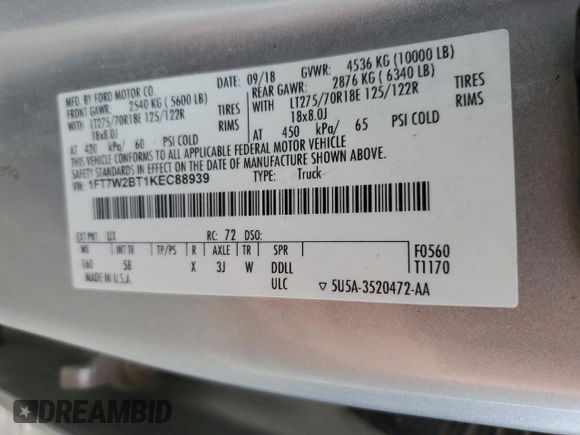 MFD. BY FORD MOTOR CO.
DATE: 09/18
GVWR: 4536 KG (10000 LB)
FRONT GAWR: 2540 KG (5600 LB)
REAR GAWR: 2876 KG (6340 LB)
WITH LT275/70R18E 125/122R TIRES
WITH LT275/70R18E 125/122R TIRES
18x8.0J RIMS
18x8.0J RIMS
AT 420 kPa/ 60 PSI COLD
AT 450 kPa/ 65 PSI COLD
THIS VEHICLE CONFORMS TO ALL APPLICABLE FEDERAL MOTOR VEHICLE
SAFETY STANDARDS IN EFFECT ON THE DATE OF MANUFACTURE SHOWN ABOVE.
VIN: 1FT7W2BT1KEC88939
TYPE: Truck
EXT PNT: UX RC: 72 DSO:
WB INT TR TP/PS R AXLE TR SPR F0560
160 5B X 3J W DDLL T1170
MADE IN U.S.A. ULC
▽ 5U5A-3520472-AA
DREAMBID